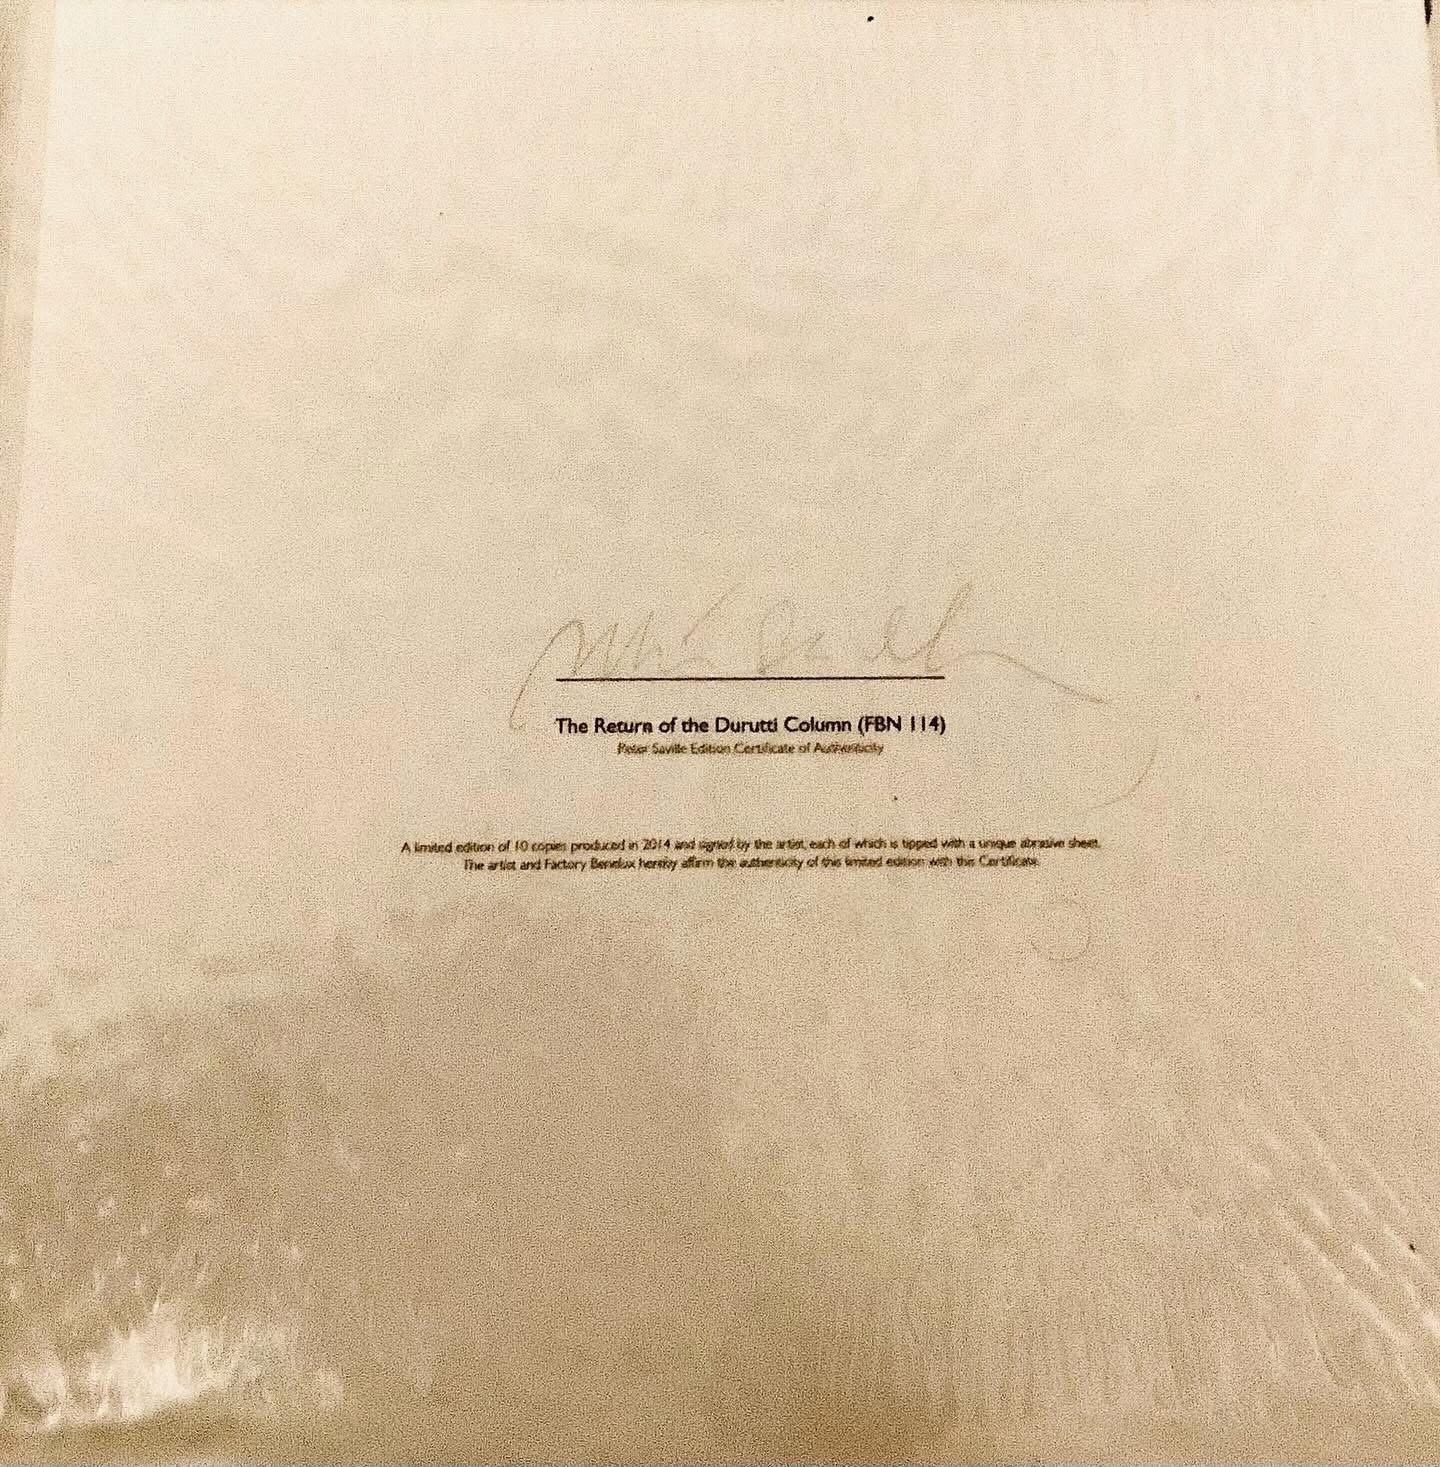 The Return of the Durutti Column (FBN 114)
Peter Saville Edition Certificate of Authenticity
A limited edition of 10 copies produced in 2014 and signed by the artist, each of which is tipped with a unique abrasive sheet.
The artist and Factory Benelux hereby affirm the authenticity of this limited edition with this Certificate.